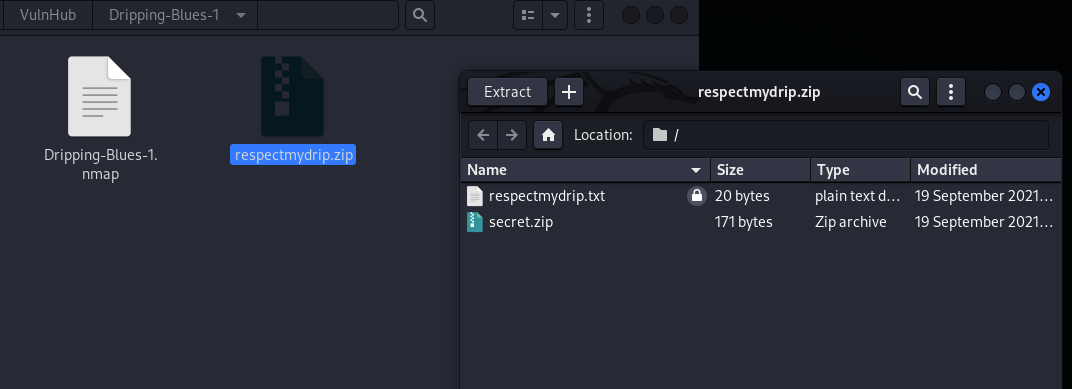 VulnHub Dripping-Blues-1
Dripping-Blues-1.
nmap
respectmydrip.zip
Extract respectmydrip.zip
Location: /
Name Size Type Modified
respectmydrip.txt 20 bytes plain text d... 19 September 2021...
secret.zip 171 bytes Zip archive 19 September 2021...